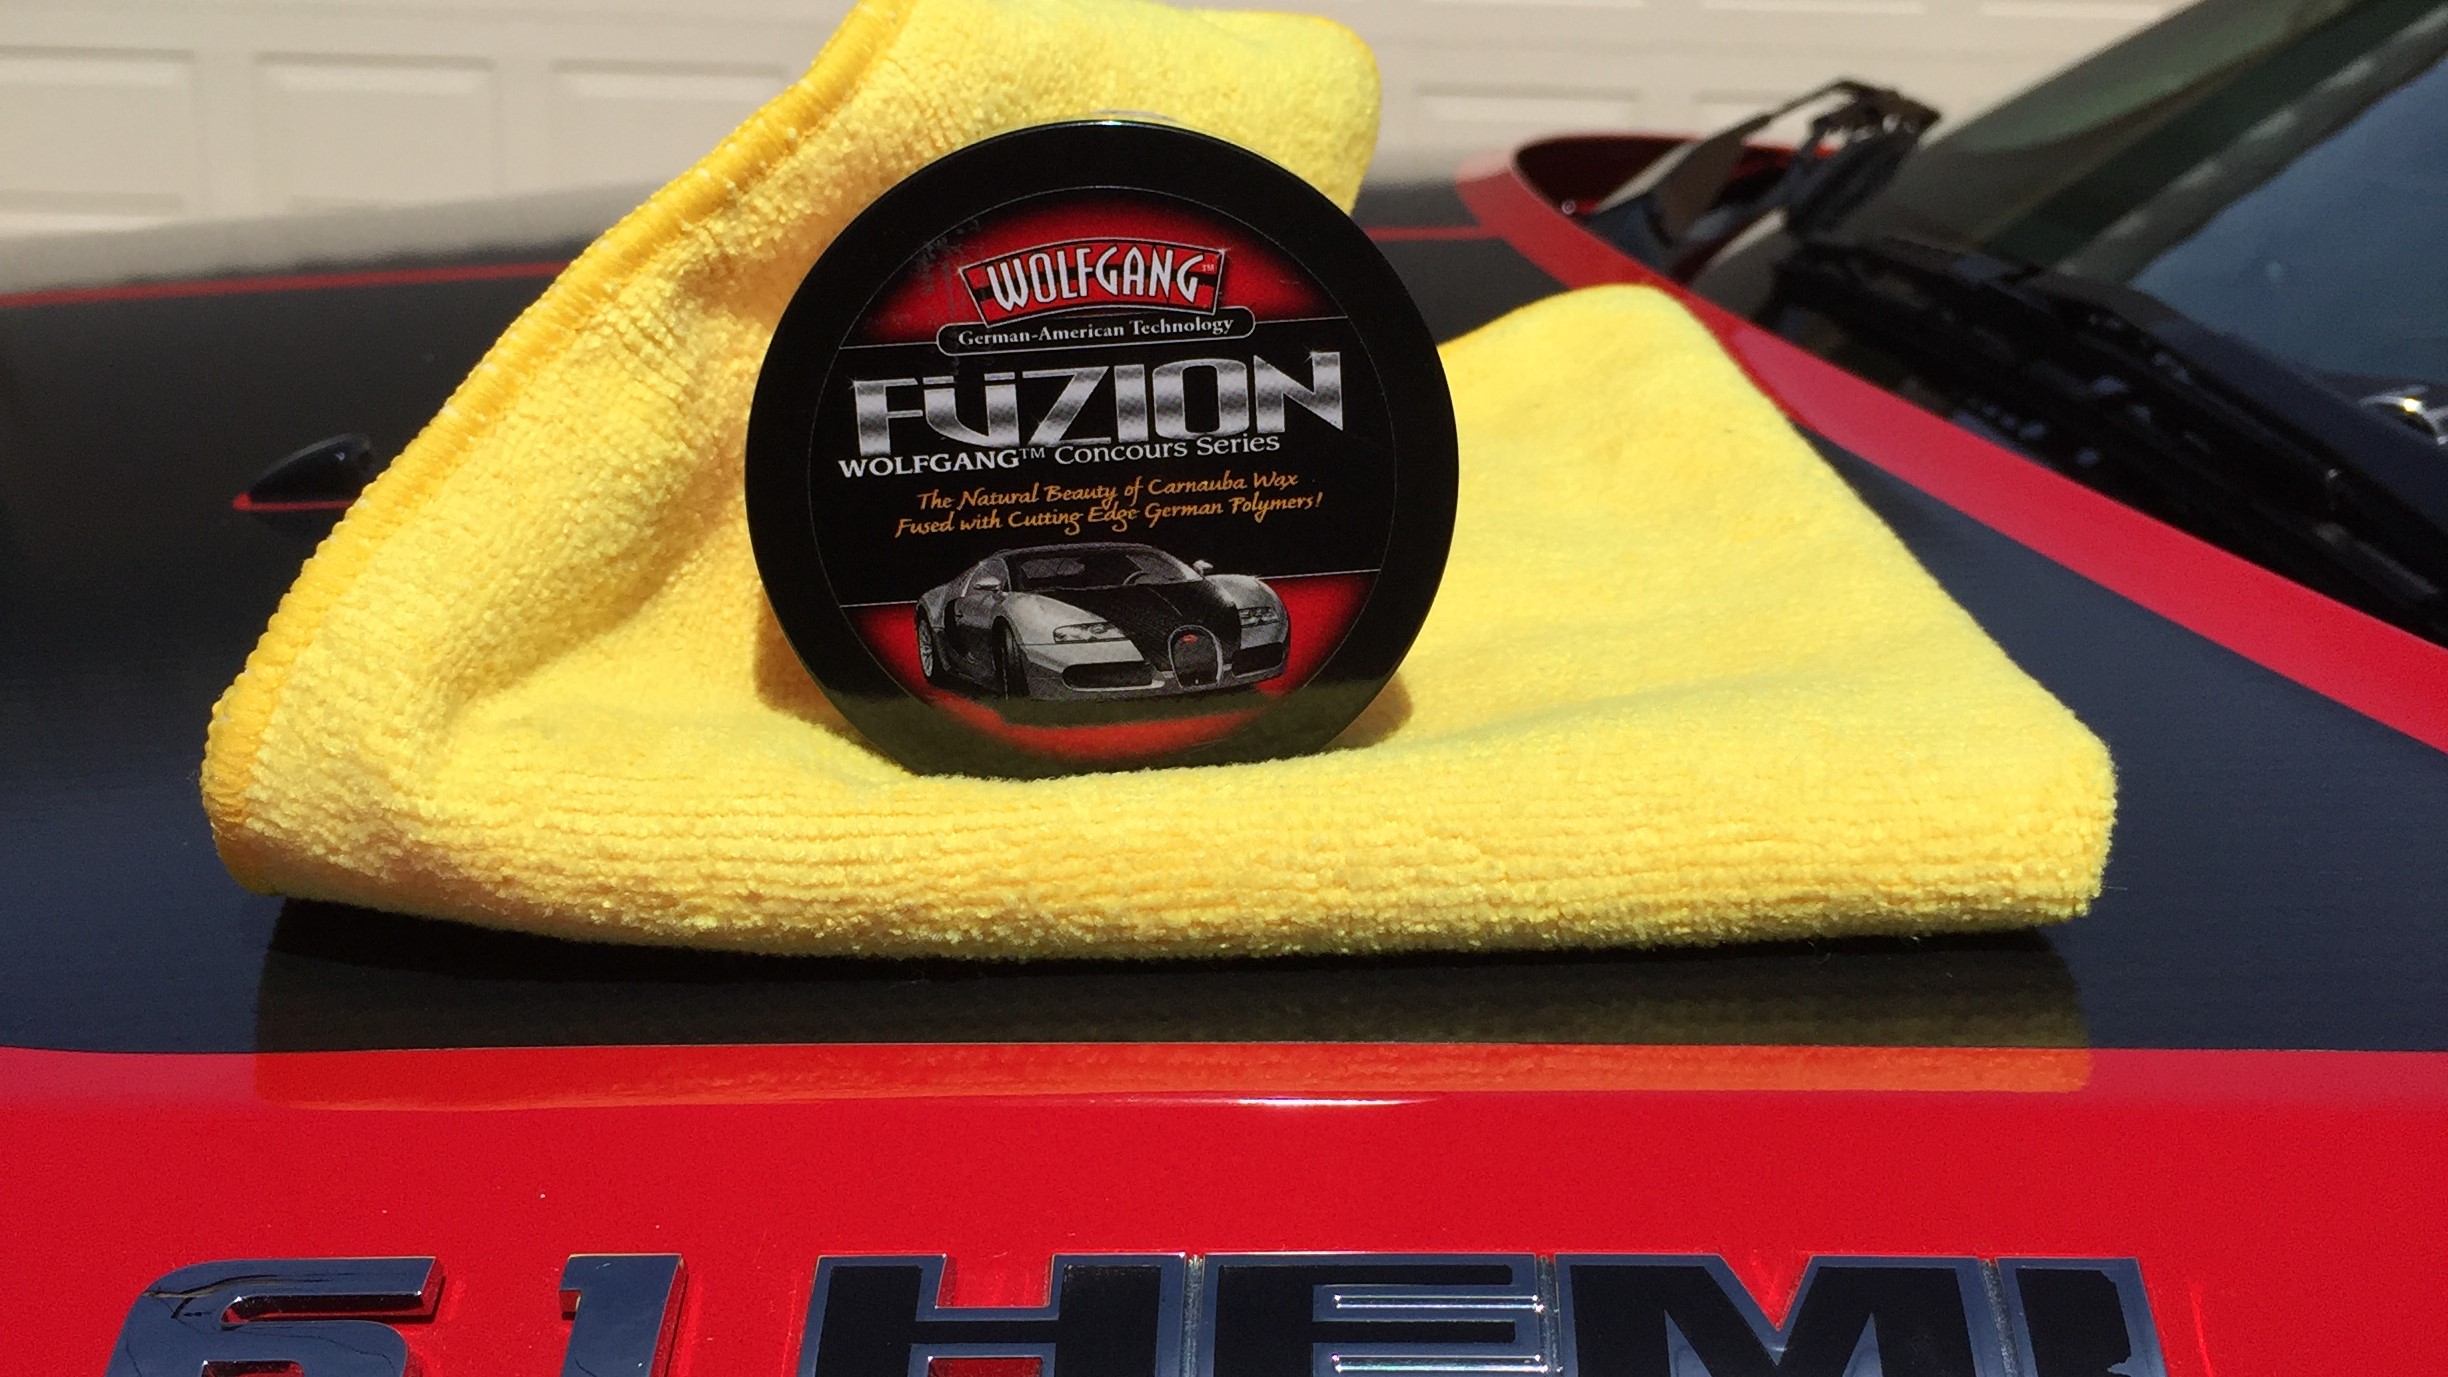 WOLFGANG™
German-American Technology
FÜZION
WOLFGANG™ Concours Series
The Natural Beauty of Carnauba Wax
Fused with Cutting Edge German Polymers!
6.1 HEMI